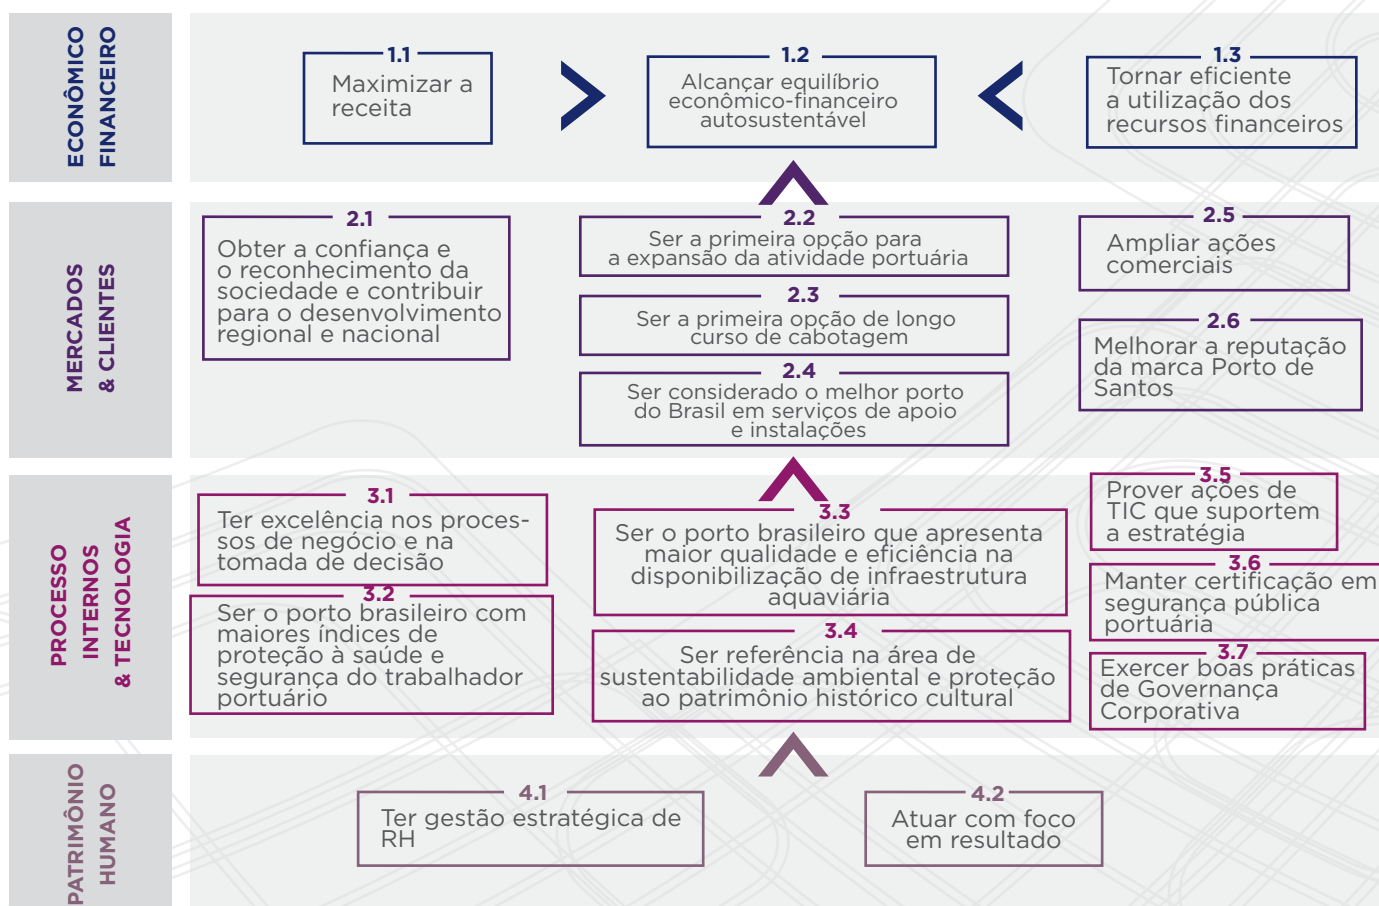 ECONÔMICO
FINANCEIRO
1.1
Maximizar a
receita
1.2
Alcançar equilíbrio
econômico-financeiro
autosustentável
1.3
Tornar eficiente
a utilização dos
recursos financeiros
MERCADOS
& CLIENTES
2.1
Obter a confiança e
o reconhecimento da
sociedade e contribuir
para o desenvolvimento
regional e nacional
2.2
Ser a primeira opção para
a expansão da atividade portuária
2.3
Ser a primeira opção de longo
curso de cabotagem
2.4
Ser considerado o melhor porto
do Brasil em serviços de apoio
e instalações
2.5
Ampliar ações
comerciais
2.6
Melhorar a reputação
da marca Porto de
Santos
PROCESSO
INTERNOS
& TECNOLOGIA
3.1
Ter excelência nos proces-
sos de negócio e na
tomada de decisão
3.2
Ser o porto brasileiro com
maiores índices de
proteção à saúde e
segurança do trabalhador
portuário
3.3
Ser o porto brasileiro que apresenta
maior qualidade e eficiência na
disponibilização de infraestrutura
aquaviária
3.4
Ser referência na área de
sustentabilidade ambiental e proteção
ao patrimônio histórico cultural
3.5
Prover ações de
TIC que suportem
a estratégia
3.6
Manter certificação em
segurança pública
portuária
3.7
Exercer boas práticas
de Governança
Corporativa
PATRIMÔNIO
HUMANO
4.1
Ter gestão estratégica de
RH
4.2
Atuar com foco
em resultado